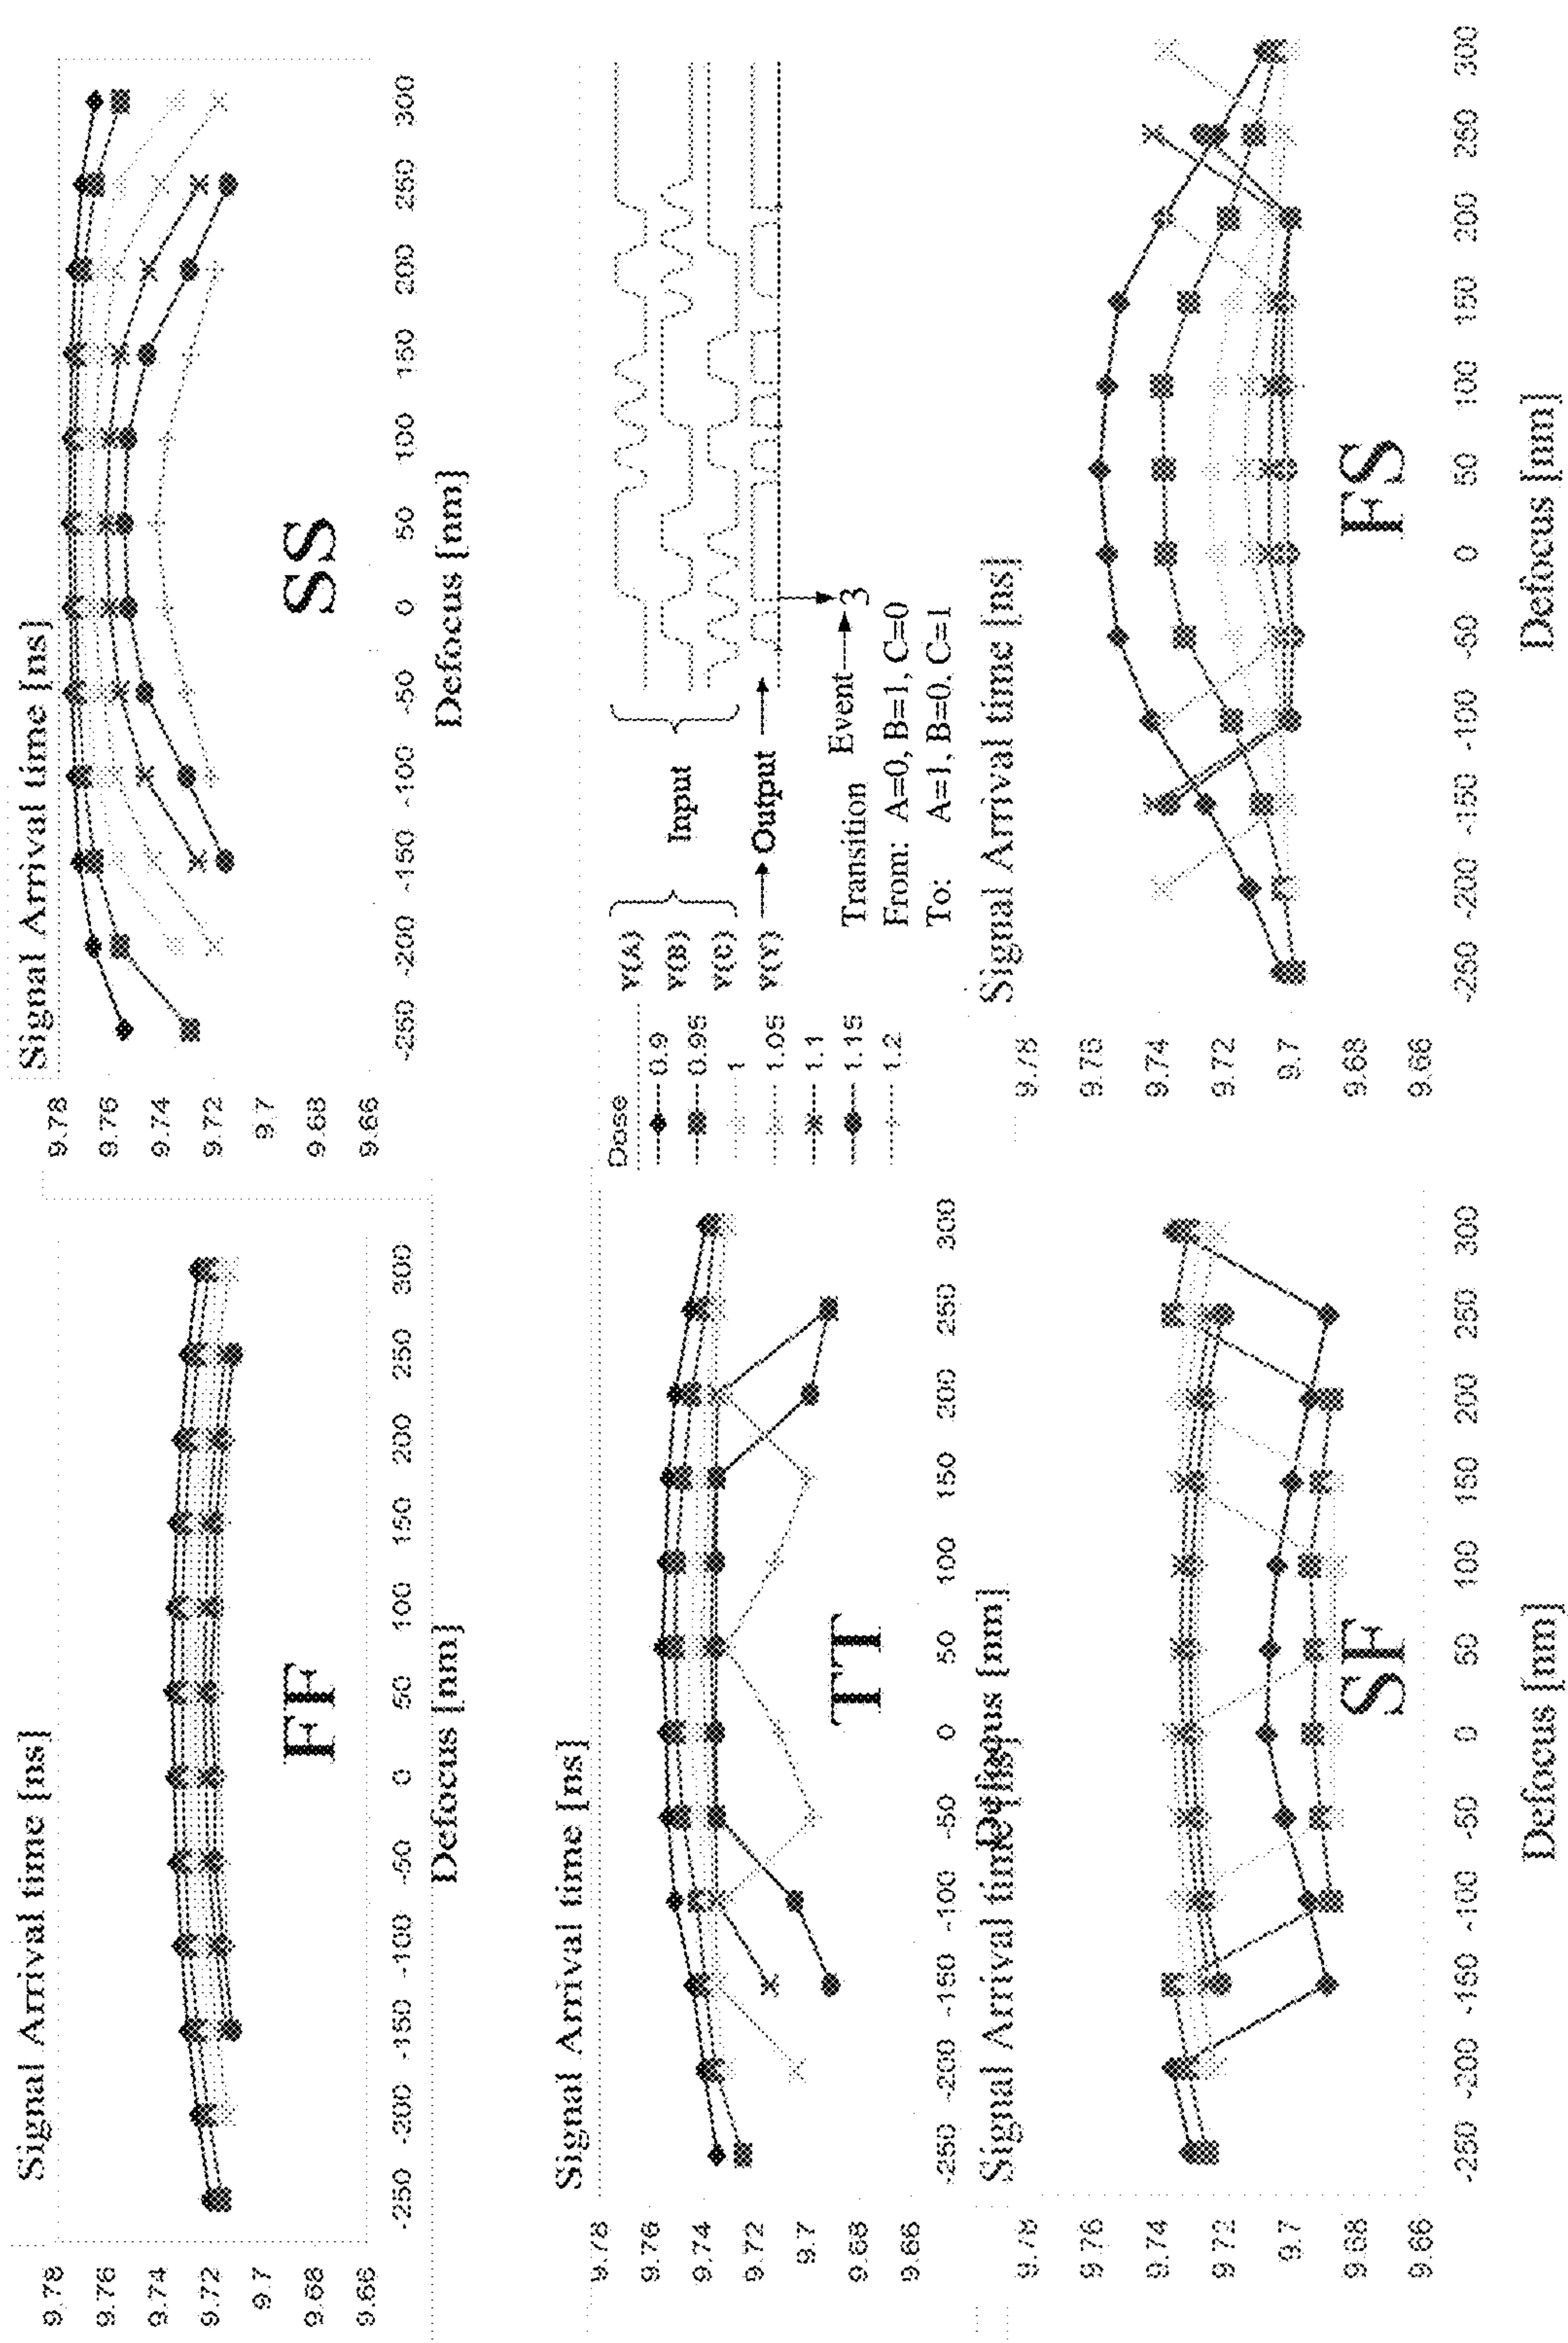 Signal Arrival time [ns]
9.78
9.76
9.74
9.72
9.7
9.68
9.66
-250 -200 -150 -100 -50 0 50 100 150 200 250 300
FF
Defocus [nm]
Signal Arrival time [ns]
9.78
9.76
9.74
9.72
9.7
9.68
9.66
-250 -200 -150 -100 -50 0 50 100 150 200 250 300
SS
Defocus [nm]
Signal Arrival time [ns]
9.78
9.76
9.74
9.72
9.7
9.68
9.66
-250 -200 -150 -100 -50 0 50 100 150 200 250 300
TT
Defocus [nm]
Dose
0.9
0.95
1
1.05
1.1
1.15
1.2
V(A)
V(B)
V(C)
Input
V(Y)
Output
Transition Event
3
From: A=0, B=1, C=0
To: A=1, B=0, C=1
Signal Arrival time [ns]
9.78
9.76
9.74
9.72
9.7
9.68
9.66
-250 -200 -150 -100 -50 0 50 100 150 200 250 300
SF
Defocus [nm]
Signal Arrival time [ns]
9.78
9.76
9.74
9.72
9.7
9.68
9.66
-250 -200 -150 -100 -50 0 50 100 150 200 250 300
FS
Defocus [nm]